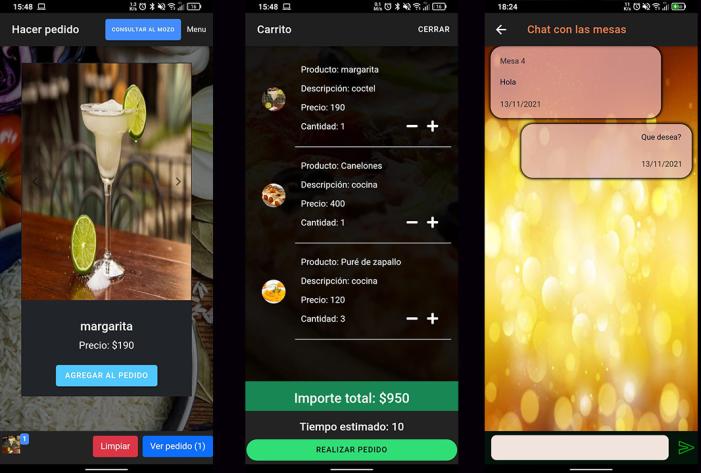 15:48
Hacer pedido
CONSULTAR AL MOZO
Menu
margarita
Precio: $190
AGREGAR AL PEDIDO
1
Limpiar
Ver pedido (1)
15:48
Carrito
CERRAR
Producto: margarita
Descripción: coctel
Precio: 190
Cantidad: 1
Producto: Canelones
Descripción: cocina
Precio: 400
Cantidad: 1
Producto: Puré de zapallo
Descripción: cocina
Precio: 120
Cantidad: 3
Importe total: $950
Tiempo estimado: 10
REALIZAR PEDIDO
18:24
Chat con las mesas
Mesa 4
Hola
13/11/2021
Que desea?
13/11/2021